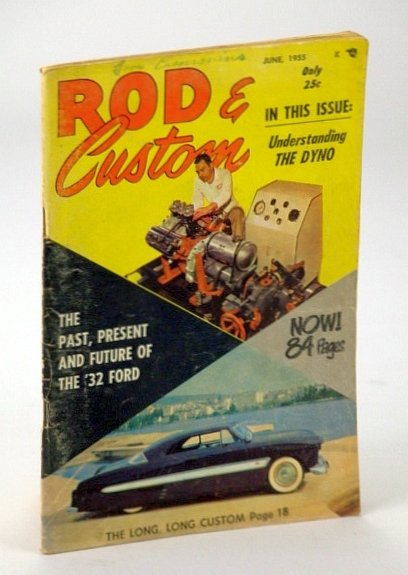 JUNE, 1955
K
Only
25c
ROD &
Custom
IN THIS ISSUE:
Understanding
THE DYNO
THE
PAST, PRESENT
AND FUTURE OF
THE '32 FORD
NOW!
84 Pages
THE LONG, LONG CUSTOM Page 18